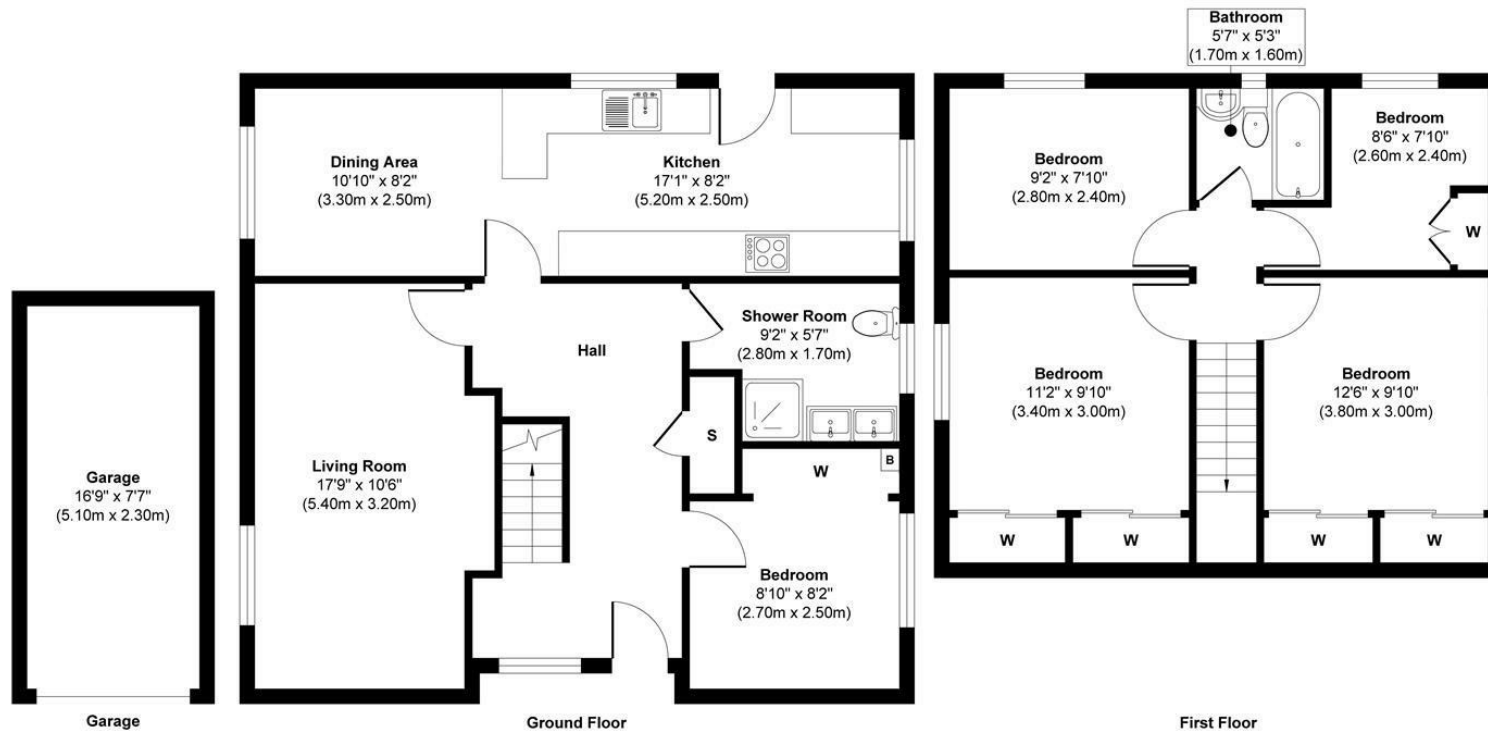 Bathroom
5'7" x 5'3"
(1.70m x 1.60m)
Dining Area
10'10" x 8'2"
(3.30m x 2.50m)
Kitchen
17'1" x 8'2"
(5.20m x 2.50m)
Bedroom
9'2" x 7'10"
(2.80m x 2.40m)
Bedroom
8'6" x 7'10"
(2.60m x 2.40m)
W
Hall
Shower Room
9'2" x 5'7"
(2.80m x 1.70m)
Bedroom
11'2" x 9'10"
(3.40m x 3.00m)
Bedroom
12'6" x 9'10"
(3.80m x 3.00m)
S
Living Room
17'9" x 10'6"
(5.40m x 3.20m)
W
B
Garage
16'9" x 7'7"
(5.10m x 2.30m)
W
W
W
W
Bedroom
8'10" x 8'2"
(2.70m x 2.50m)
Garage
Ground Floor
First Floor